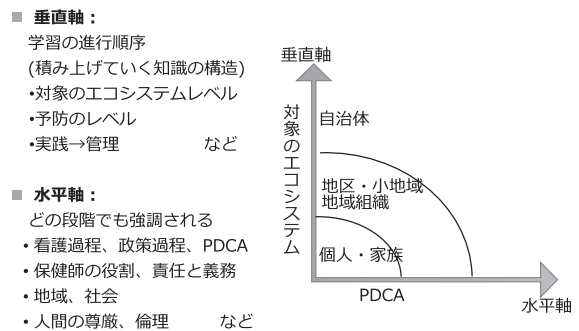 ■ 垂直軸：
学習の進行順序
(積み上げていく知識の構造)
•対象のエコシステムレベル
•予防のレベル
•実践→管理　　　　など
■ 水平軸：
どの段階でも強調される
• 看護過程、政策過程、PDCA
• 保健師の役割、責任と義務
• 地域、社会
• 人間の尊厳、倫理　　　など
垂直軸
対象のエコシステム
自治体
地区・小地域
地域組織
個人・家族
PDCA
水平軸